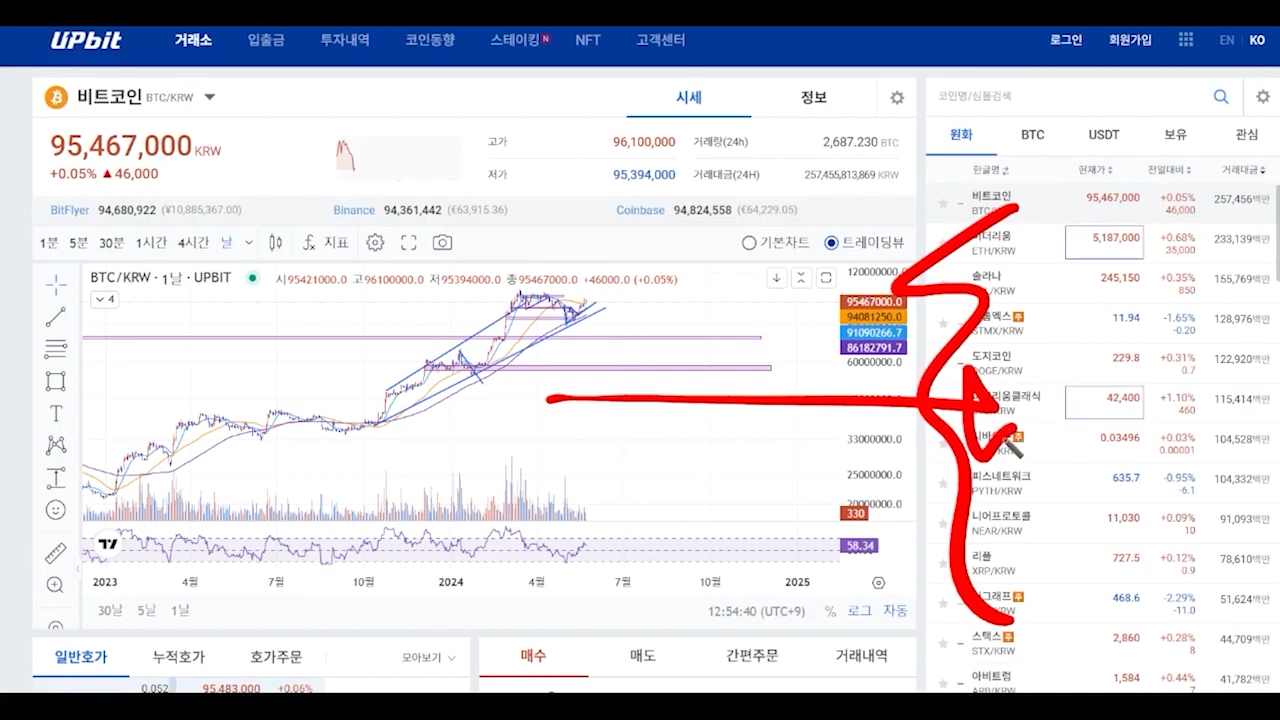 UPbit 거래소 입출금 투자내역 코인동향 스테이킹 N NFT 고객센터 로그인 회원가입 EN KO
비트코인 BTC/KRW 시세 정보
95,467,000 KRW
+0.05% ▲ 46,000
고가 96,100,000 거래량(24h) 2,687.230 BTC
저가 95,394,000 거래대금(24H) 257,455,813,869 KRW
BitFlyer 94,680,922 (¥10,885,367.00) Binance 94,361,442 (€63,915.36) Coinbase 94,824,558 (€64,229.05)
1분 5분 30분 1시간 4시간 날 지표 기본차트 트레이딩뷰
BTC/KRW · 1날 · UPBIT 시95421000.0 고96100000.0 저95394000.0 종95467000.0 +46000.0 (+0.05%)
4
120000000.0
95467000.0
94081250.0
91090266.7
86182791.7
60000000.0
33000000.0
25000000.0
330
58.34
2023 4월 7월 10월 2024 4월 7월 10월 2025
30날 5날 1날 12:54:40 (UTC+9) % 로그 자동
일반호가 누적호가 호가주문 모아보기
매수 매도 간편주문 거래내역
0.052 95,483,000 +0.06%
코인명/심볼검색
원화 BTC USDT 보유 관심
한글명 현재가 전일대비 거래대금
비트코인 95,467,000 +0.05% 257,456백만
46,000
5,187,000 +0.68% 233,139백만
ETH/KRW 35,000
솔라나 245,150 +0.35% 155,769백만
/KRW 850
주 11.94 -1.65% 128,976백만
STMX/KRW -0.20
도지코인 229.8 +0.31% 122,920백만
/KRW 0.7
42,400 +1.10% 115,414백만
/KRW 460
주 0.03496 +0.03% 104,528백만
0.00001
피스네트워크 635.7 -0.95% 104,332백만
PYTH/KRW -6.1
니어프로토콜 11,030 +0.09% 91,093백만
NEAR/KRW 10
리플 727.5 +0.12% 78,610백만
XRP/KRW 0.9
그래프 주 468.6 -2.29% 51,624백만
/KRW -11.0
스택스 주 2,860 +0.28% 44,709백만
STX/KRW 8
아비트럼 1,584 +0.44% 41,782백만
ARB/KRW 7